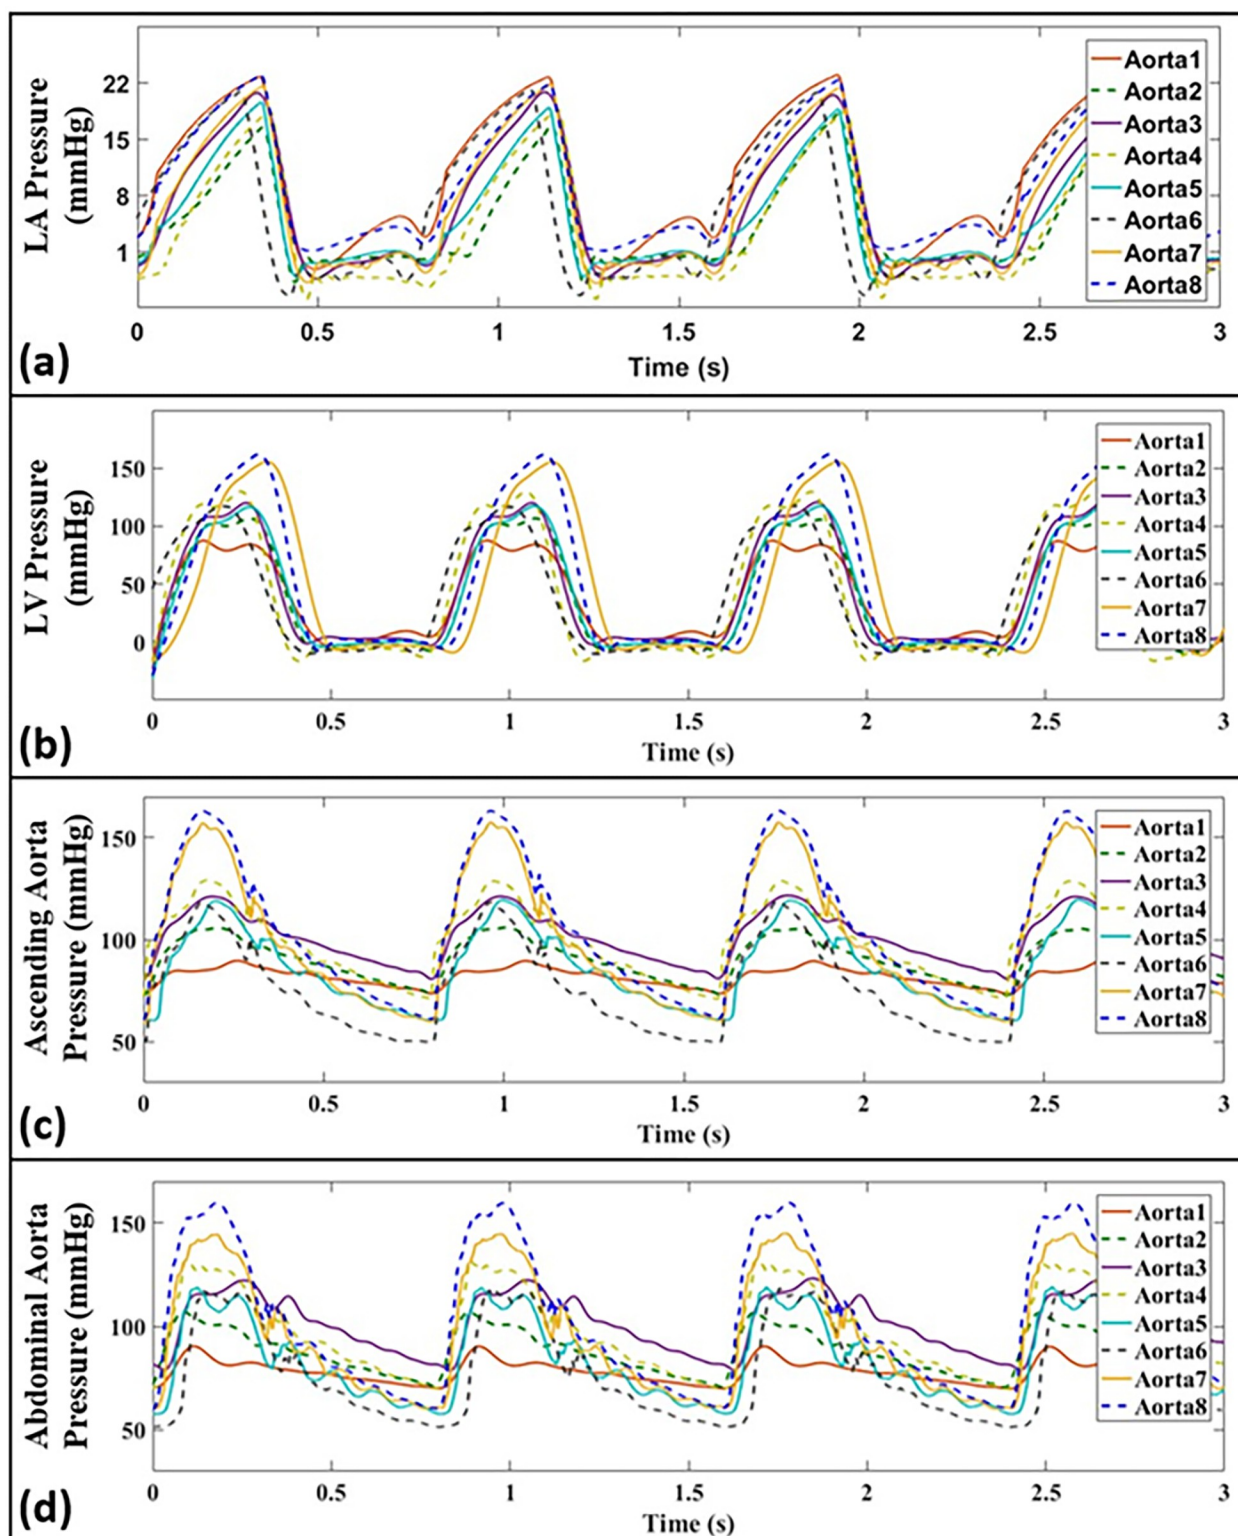 LA Pressure
(mmHg)
22
15
8
1
Aorta1
Aorta2
Aorta3
Aorta4
Aorta5
Aorta6
Aorta7
Aorta8
0 0.5 1 1.5 2 2.5 3
Time (s)
(a)
LV Pressure
(mmHg)
150
100
50
0
Aorta1
Aorta2
Aorta3
Aorta4
Aorta5
Aorta6
Aorta7
Aorta8
0 0.5 1 1.5 2 2.5 3
Time (s)
(b)
Ascending Aorta
Pressure (mmHg)
150
100
50
Aorta1
Aorta2
Aorta3
Aorta4
Aorta5
Aorta6
Aorta7
Aorta8
0 0.5 1 1.5 2 2.5 3
Time (s)
(c)
Abdominal Aorta
Pressure (mmHg)
150
100
50
Aorta1
Aorta2
Aorta3
Aorta4
Aorta5
Aorta6
Aorta7
Aorta8
0 0.5 1 1.5 2 2.5 3
Time (s)
(d)